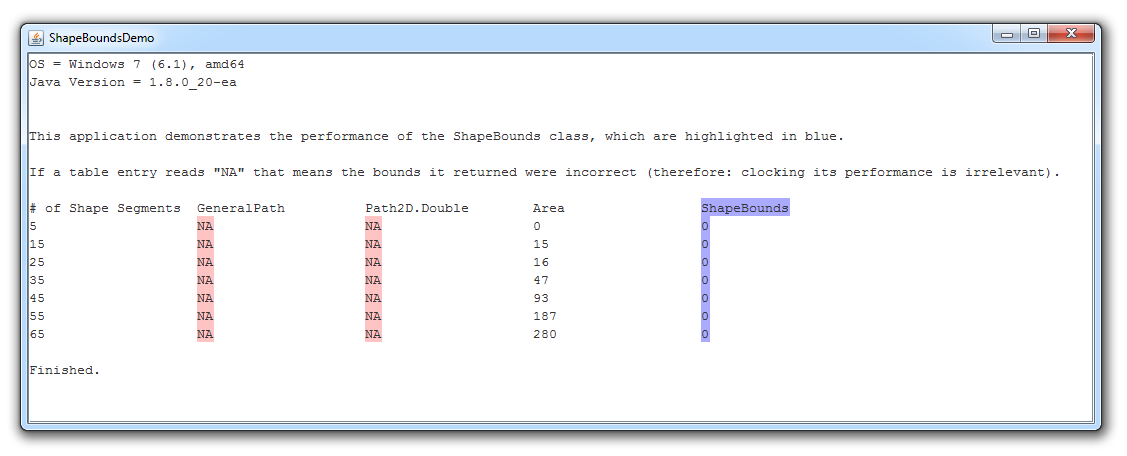 ShapeBoundsDemo
OS = Windows 7 (6.1), amd64
Java Version = 1.8.0_20-ea
This application demonstrates the performance of the ShapeBounds class, which are highlighted in blue.
If a table entry reads "NA" that means the bounds it returned were incorrect (therefore: clocking its performance is irrelevant).
# of Shape Segments GeneralPath Path2D.Double Area ShapeBounds
5 NA NA 0 0
15 NA NA 15 0
25 NA NA 16 0
35 NA NA 47 0
45 NA NA 93 0
55 NA NA 187 0
65 NA NA 280 0
Finished.